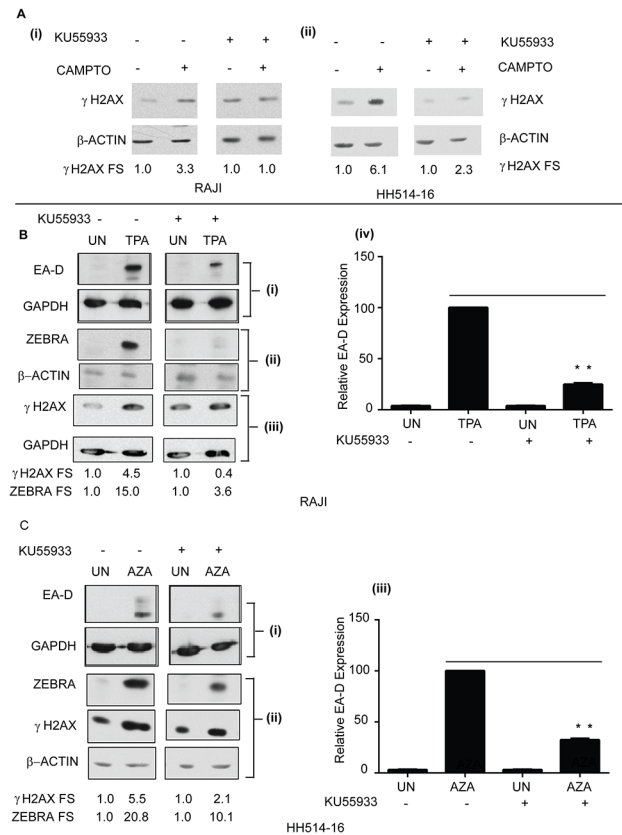 A
(i)
KU55933 - - + +
CAMPTO - + - +
γ H2AX
β-ACTIN
γ H2AX FS 1.0 3.3 1.0 1.0
RAJI
(ii)
- - + + KU55933
- + - + CAMPTO
γ H2AX
β-ACTIN
1.0 6.1 1.0 2.3 γ H2AX FS
HH514-16
KU55933 - - + +
B
UN TPA UN TPA
EA-D
GAPDH
(i)
ZEBRA
β–ACTIN
(ii)
γ H2AX
GAPDH
(iii)
γ H2AX FS 1.0 4.5 1.0 0.4
ZEBRA FS 1.0 15.0 1.0 3.6
(iv)
Relative EA-D Expression
150
100
50
0
* *
UN TPA UN TPA
KU55933 - - + +
RAJI
C
KU55933 - - + +
UN AZA UN AZA
EA-D
GAPDH
(i)
ZEBRA
γ H2AX
β–ACTIN
(ii)
γ H2AX FS 1.0 5.5 1.0 2.1
ZEBRA FS 1.0 20.8 1.0 10.1
(iii)
Relative EA-D Expression
150
100
50
0
* *
AZA AZA
UN AZA UN AZA
KU55933 - - + +
HH514-16